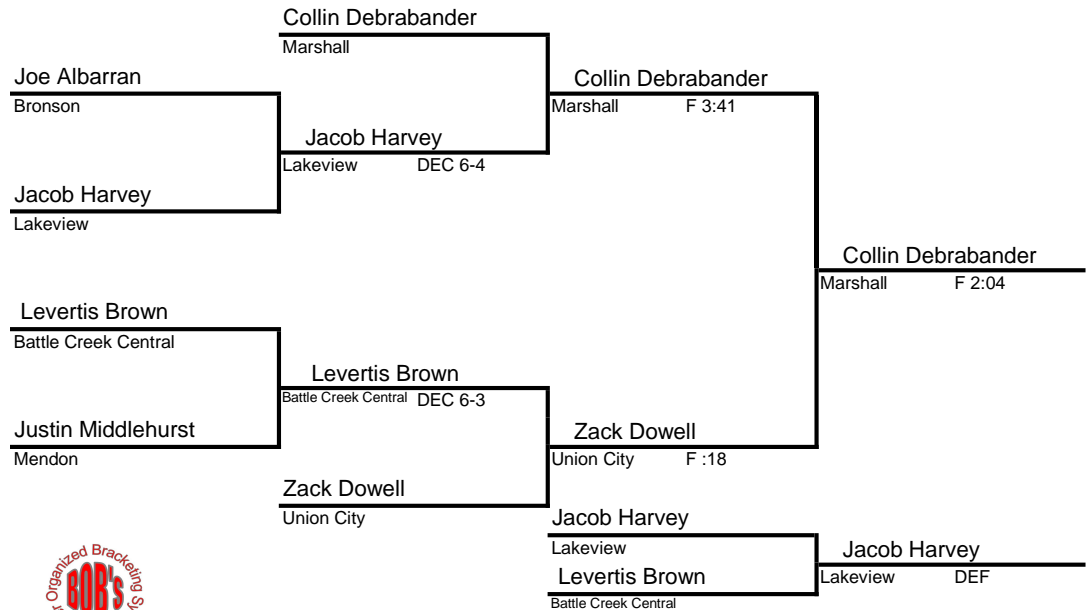 Collin Debrabander
Marshall
Joe Albarran
Bronson
Collin Debrabander
Marshall F 3:41
Jacob Harvey
Lakeview DEC 6-4
Jacob Harvey
Lakeview
Collin Debrabander
Marshall F 2:04
Levertis Brown
Battle Creek Central
Levertis Brown
Battle Creek Central DEC 6-3
Justin Middlehurst
Mendon
Zack Dowell
Union City F :18
Zack Dowell
Union City
Jacob Harvey
Lakeview
Jacob Harvey
Lakeview DEF
Levertis Brown
Battle Creek Central
Organized Bracketing
BOB's